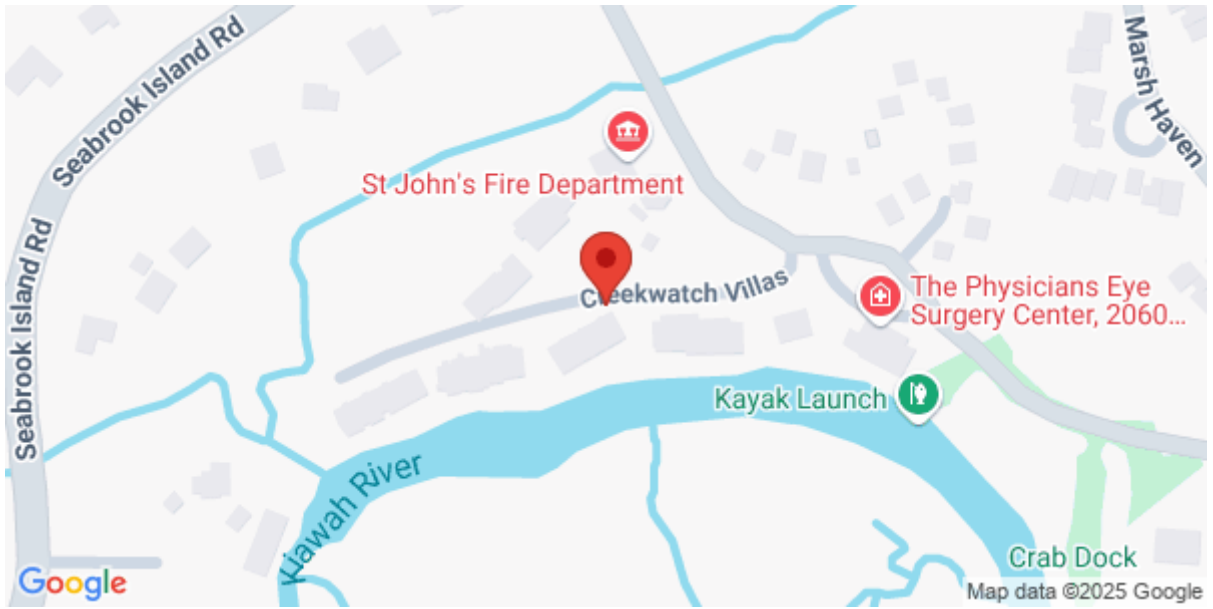 Seabrook Island Rd
Marsh Haven
St John's Fire Department
Creekwatch Villas
The Physicians Eye
Surgery Center, 2060...
Seabrook Island Rd
Kayak Launch
Kiawah River
Crab Dock
Google
Map data ©2025 Google